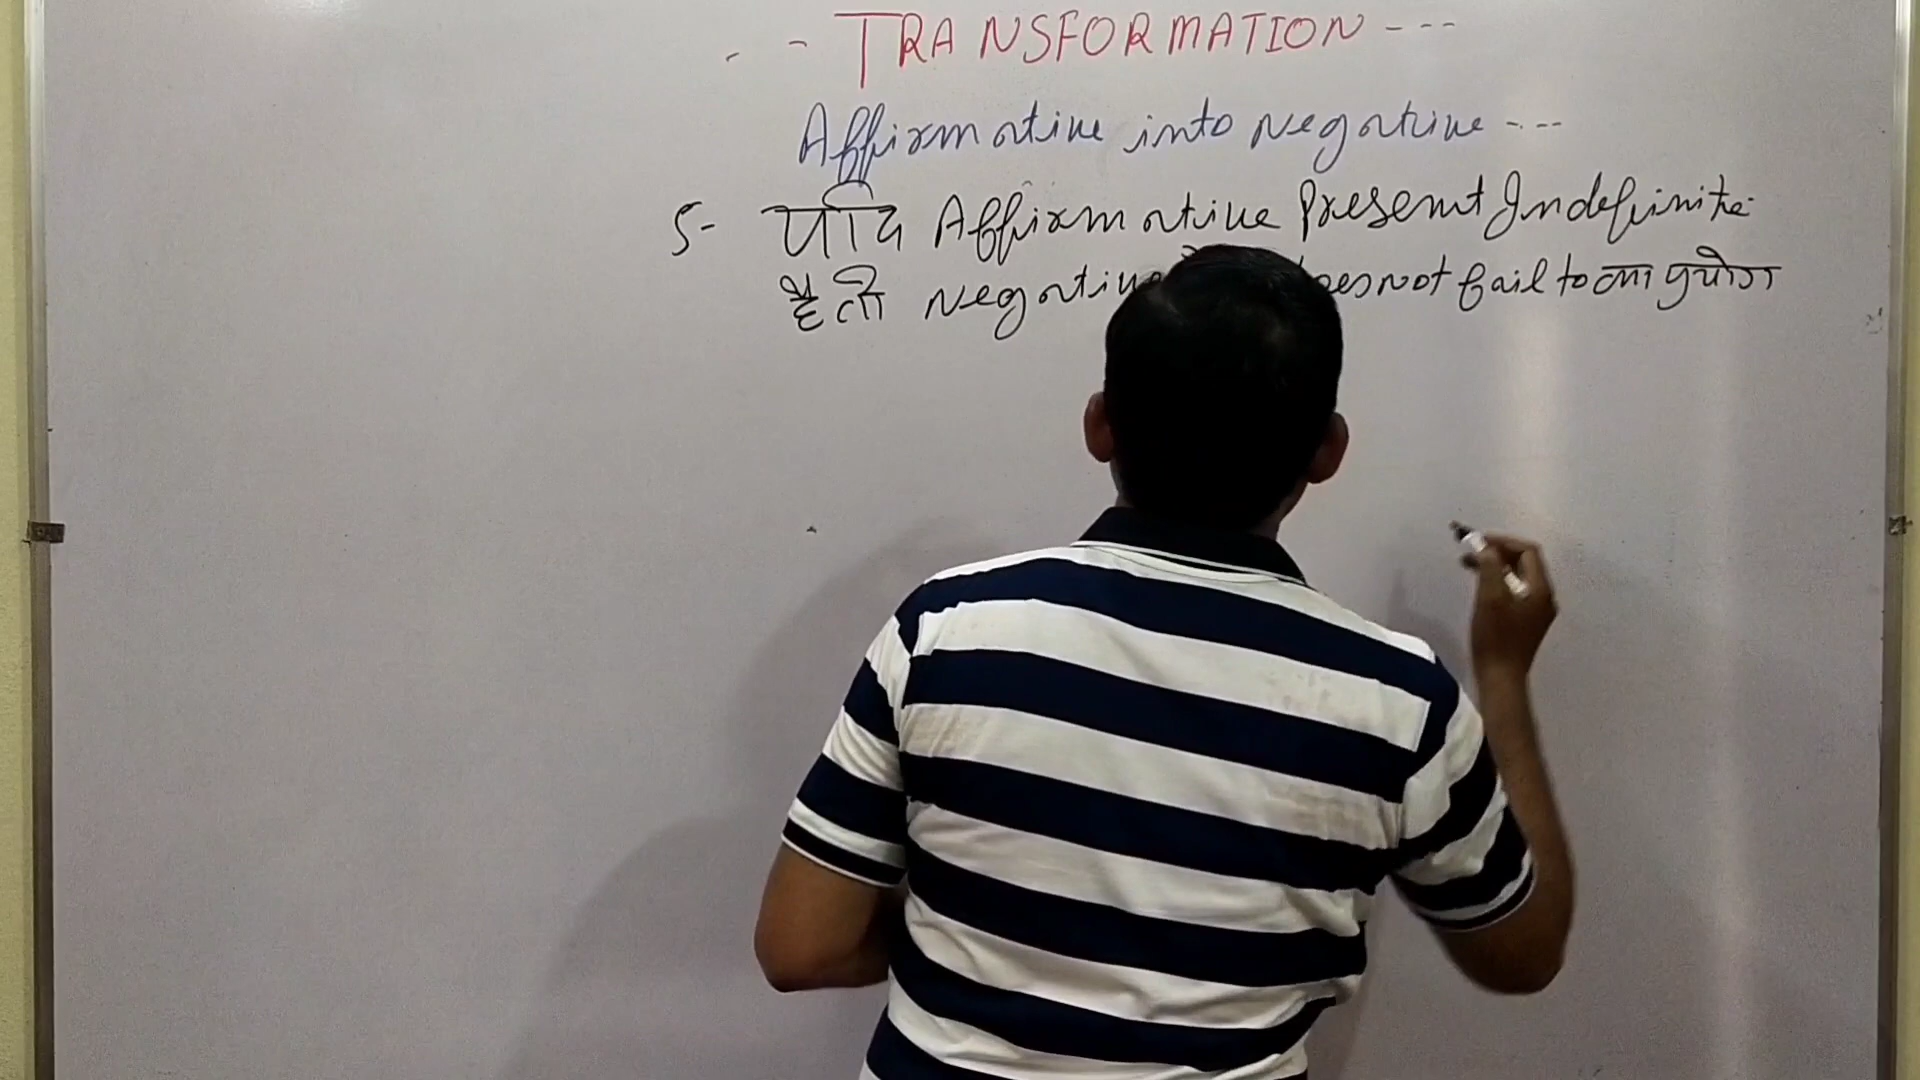 - - TRANSFORMATION - - -
Affirmative into Negative - - -
5- यदि Affirmative Present Indefinite
है तो Negative does not fail to का प्रयोग